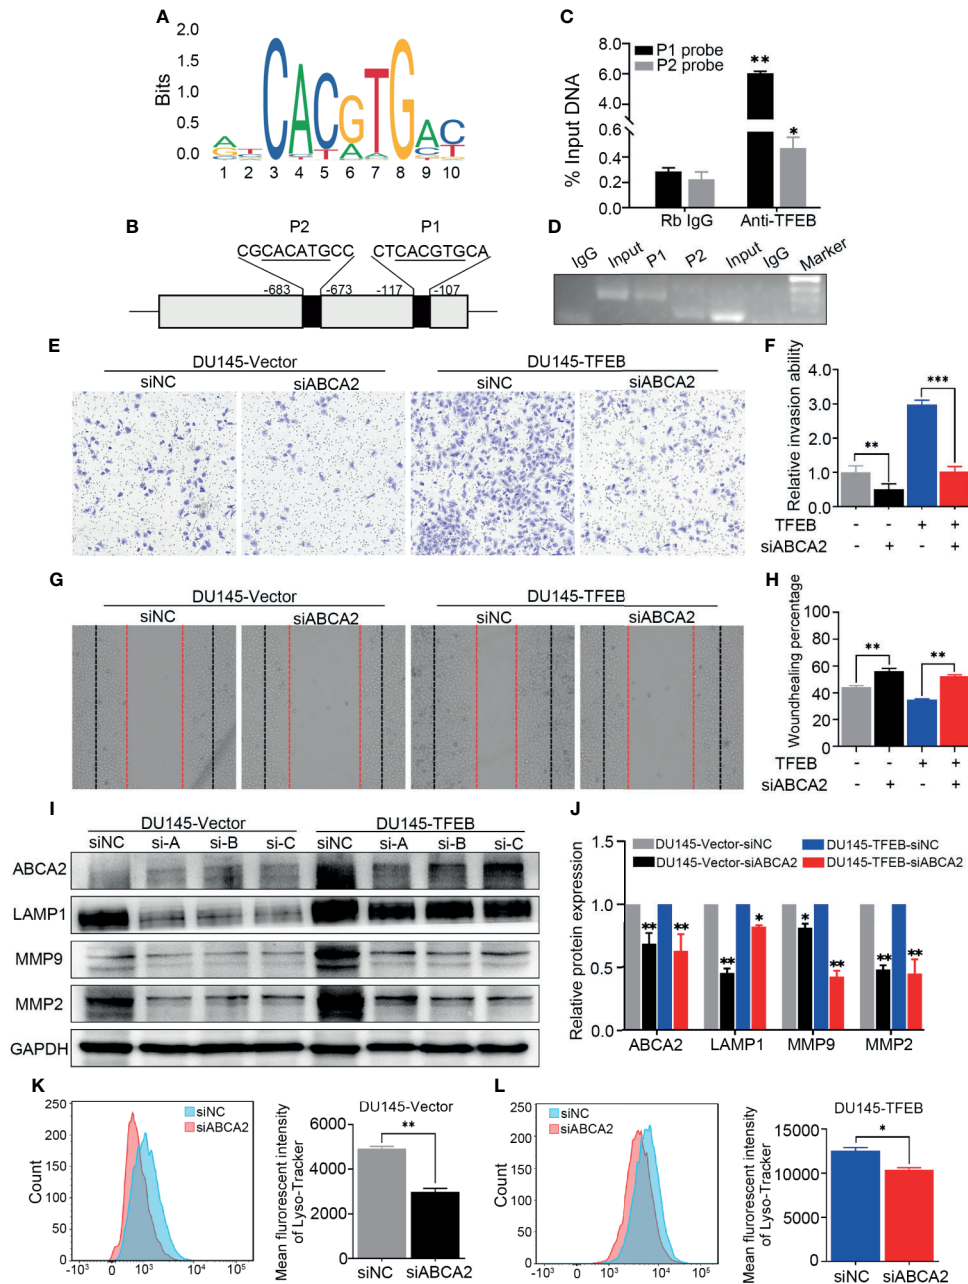 A
Bits
2.0
1.5
1.0
0.5
0.0
CACGTGAC
1 2 3 4 5 6 7 8 9 10
C
% Input DNA
8.0
6.0
4.0
2.0
0.6
0.4
0.2
0.0
P1 probe
P2 probe
**
*
Rb IgG Anti-TFEB
B
P2 P1
CGCACATGCC CTCACGTGCA
-683 -673 -117 -107
D
IgG Input P1 P2 Input IgG Marker
E
DU145-Vector DU145-TFEB
siNC siABCA2 siNC siABCA2
F
Relative invasion ability
4.0
3.0
2.0
1.0
0.0
** ***
TFEB - - + +
siABCA2 - + - +
G
DU145-Vector DU145-TFEB
siNC siABCA2 siNC siABCA2
H
Woundhealing percentage
100
80
60
40
20
0
** **
TFEB - - + +
siABCA2 - + - +
I
DU145-Vector DU145-TFEB
siNC si-A si-B si-C siNC si-A si-B si-C
ABCA2
LAMP1
MMP9
MMP2
GAPDH
J
Relative protein expression
1.5
1.0
0.5
0.0
DU145-Vector-siNC DU145-TFEB-siNC
DU145-Vector-siABCA2 DU145-TFEB-siABCA2
** ** ** * * ** ** **
ABCA2 LAMP1 MMP9 MMP2
K
Count
250
200
150
100
50
0
siNC
siABCA2
-10³ 0 10³ 10⁴ 10⁵
DU145-Vector
Mean flurorescent intensity
of Lyso-Tracker
6000
4000
2000
0
**
siNC siABCA2
L
Count
250
200
150
100
50
0
siNC
siABCA2
-10³ 0 10³ 10⁴ 10⁵
DU145-TFEB
Mean flurorescent intensity
of Lyso-Tracker
15000
10000
5000
0
*
siNC siABCA2